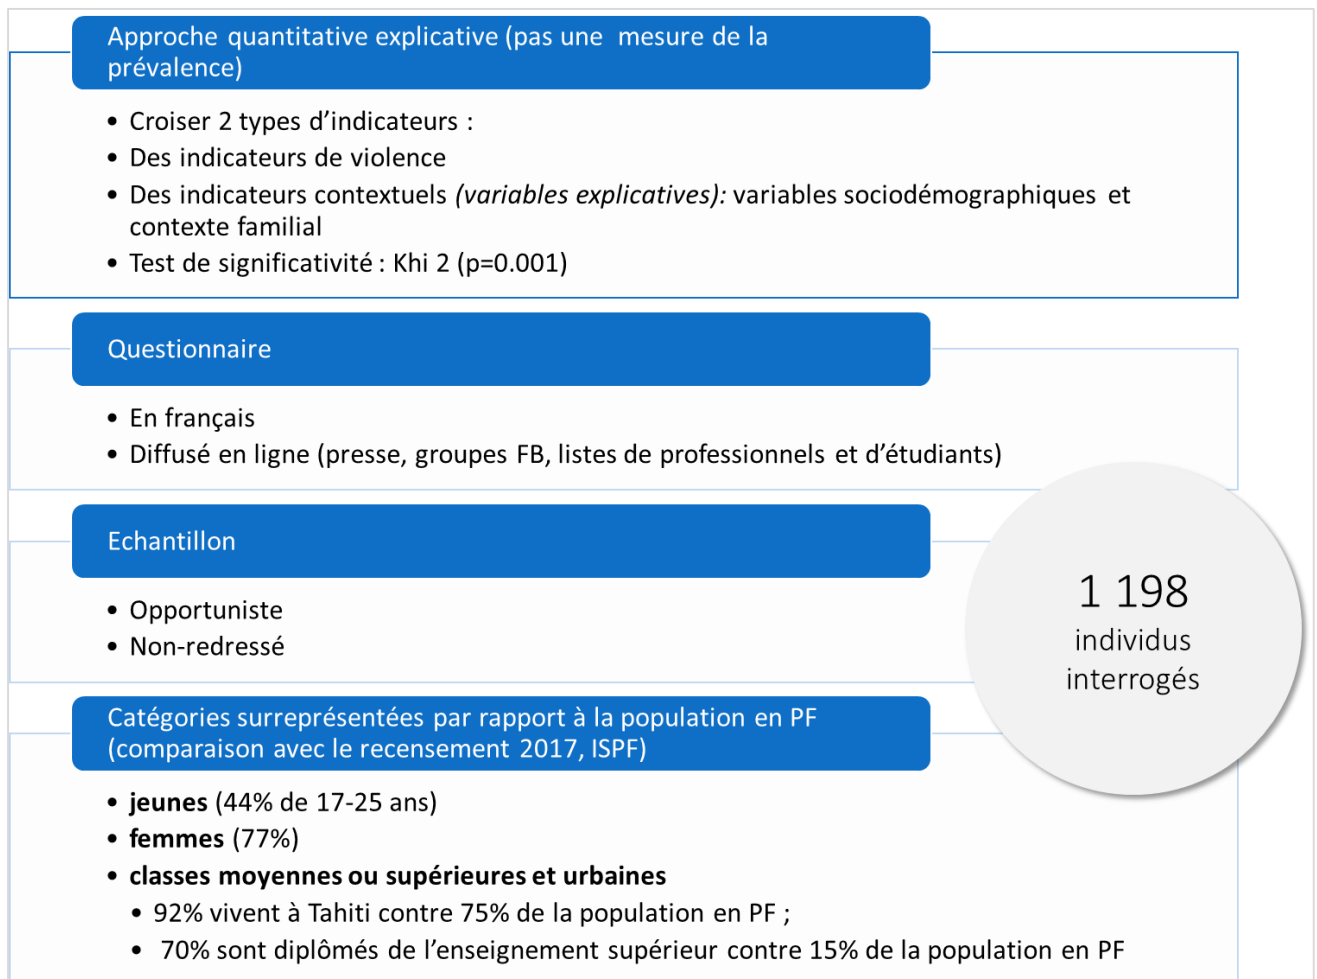 Approche quantitative explicative (pas une mesure de la
prévalence)
• Croiser 2 types d’indicateurs :
• Des indicateurs de violence
• Des indicateurs contextuels (variables explicatives): variables sociodémographiques et
contexte familial
• Test de significativité : Khi 2 (p=0.001)
Questionnaire
• En français
• Diffusé en ligne (presse, groupes FB, listes de professionnels et d’étudiants)
Echantillon
• Opportuniste
• Non-redressé
1 198
individus
interrogés
Catégories surreprésentées par rapport à la population en PF
(comparaison avec le recensement 2017, ISPF)
• jeunes (44% de 17-25 ans)
• femmes (77%)
• classes moyennes ou supérieures et urbaines
• 92% vivent à Tahiti contre 75% de la population en PF ;
• 70% sont diplômés de l’enseignement supérieur contre 15% de la population en PF